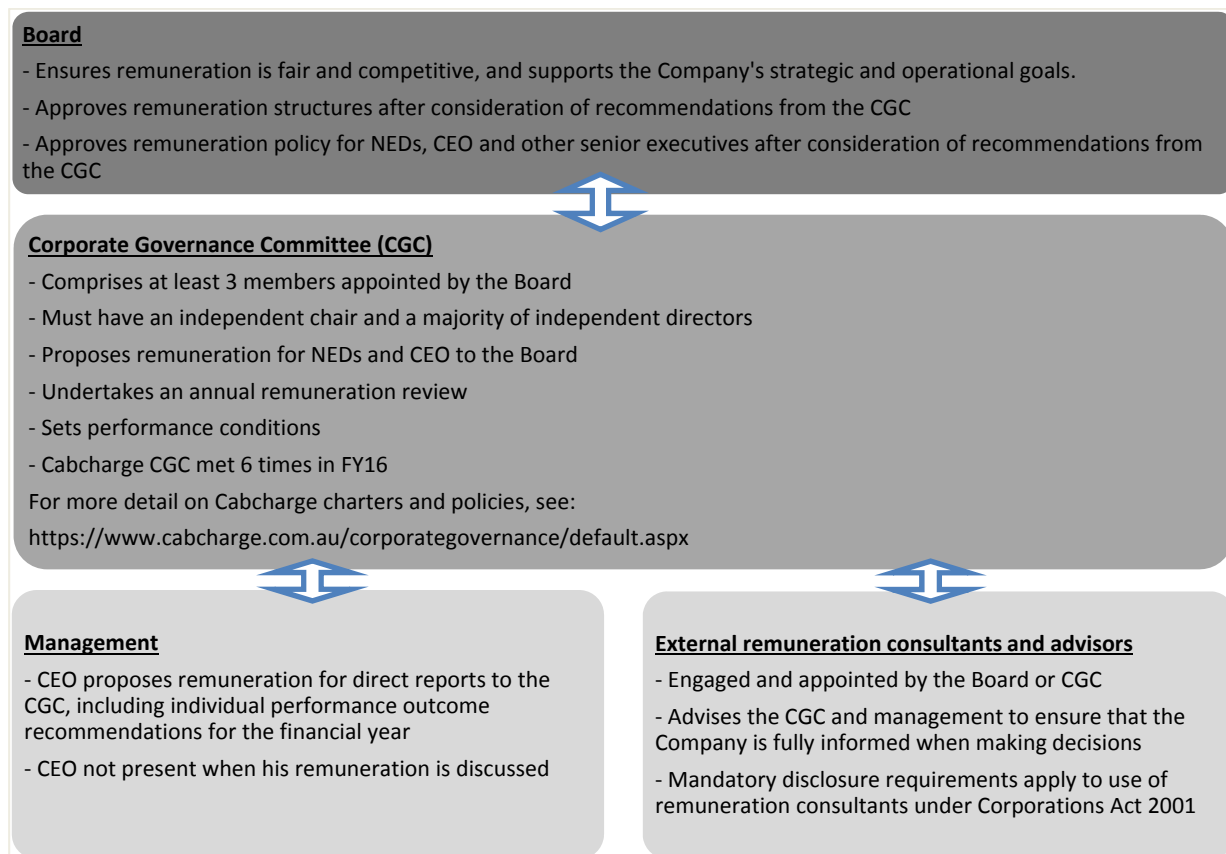 Board
- Ensures remuneration is fair and competitive, and supports the Company's strategic and operational goals.
- Approves remuneration structures after consideration of recommendations from the CGC
- Approves remuneration policy for NEDs, CEO and other senior executives after consideration of recommendations from
the CGC
Corporate Governance Committee (CGC)
- Comprises at least 3 members appointed by the Board
- Must have an independent chair and a majority of independent directors
- Proposes remuneration for NEDs and CEO to the Board
- Undertakes an annual remuneration review
- Sets performance conditions
- Cabcharge CGC met 6 times in FY16
For more detail on Cabcharge charters and policies, see:
https://www.cabcharge.com.au/corporategovernance/default.aspx
Management
- CEO proposes remuneration for direct reports to the
CGC, including individual performance outcome
recommendations for the financial year
- CEO not present when his remuneration is discussed
External remuneration consultants and advisors
- Engaged and appointed by the Board or CGC
- Advises the CGC and management to ensure that the
Company is fully informed when making decisions
- Mandatory disclosure requirements apply to use of
remuneration consultants under Corporations Act 2001